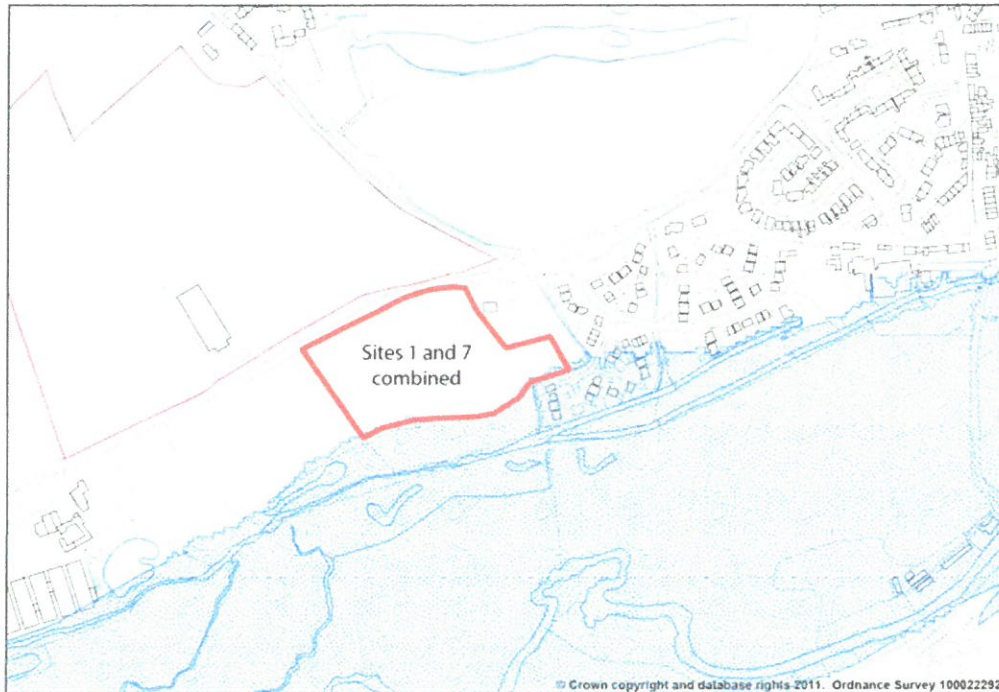 Sites 1 and 7
combined
© Crown copyright and database rights 2011. Ordnance Survey 100022292